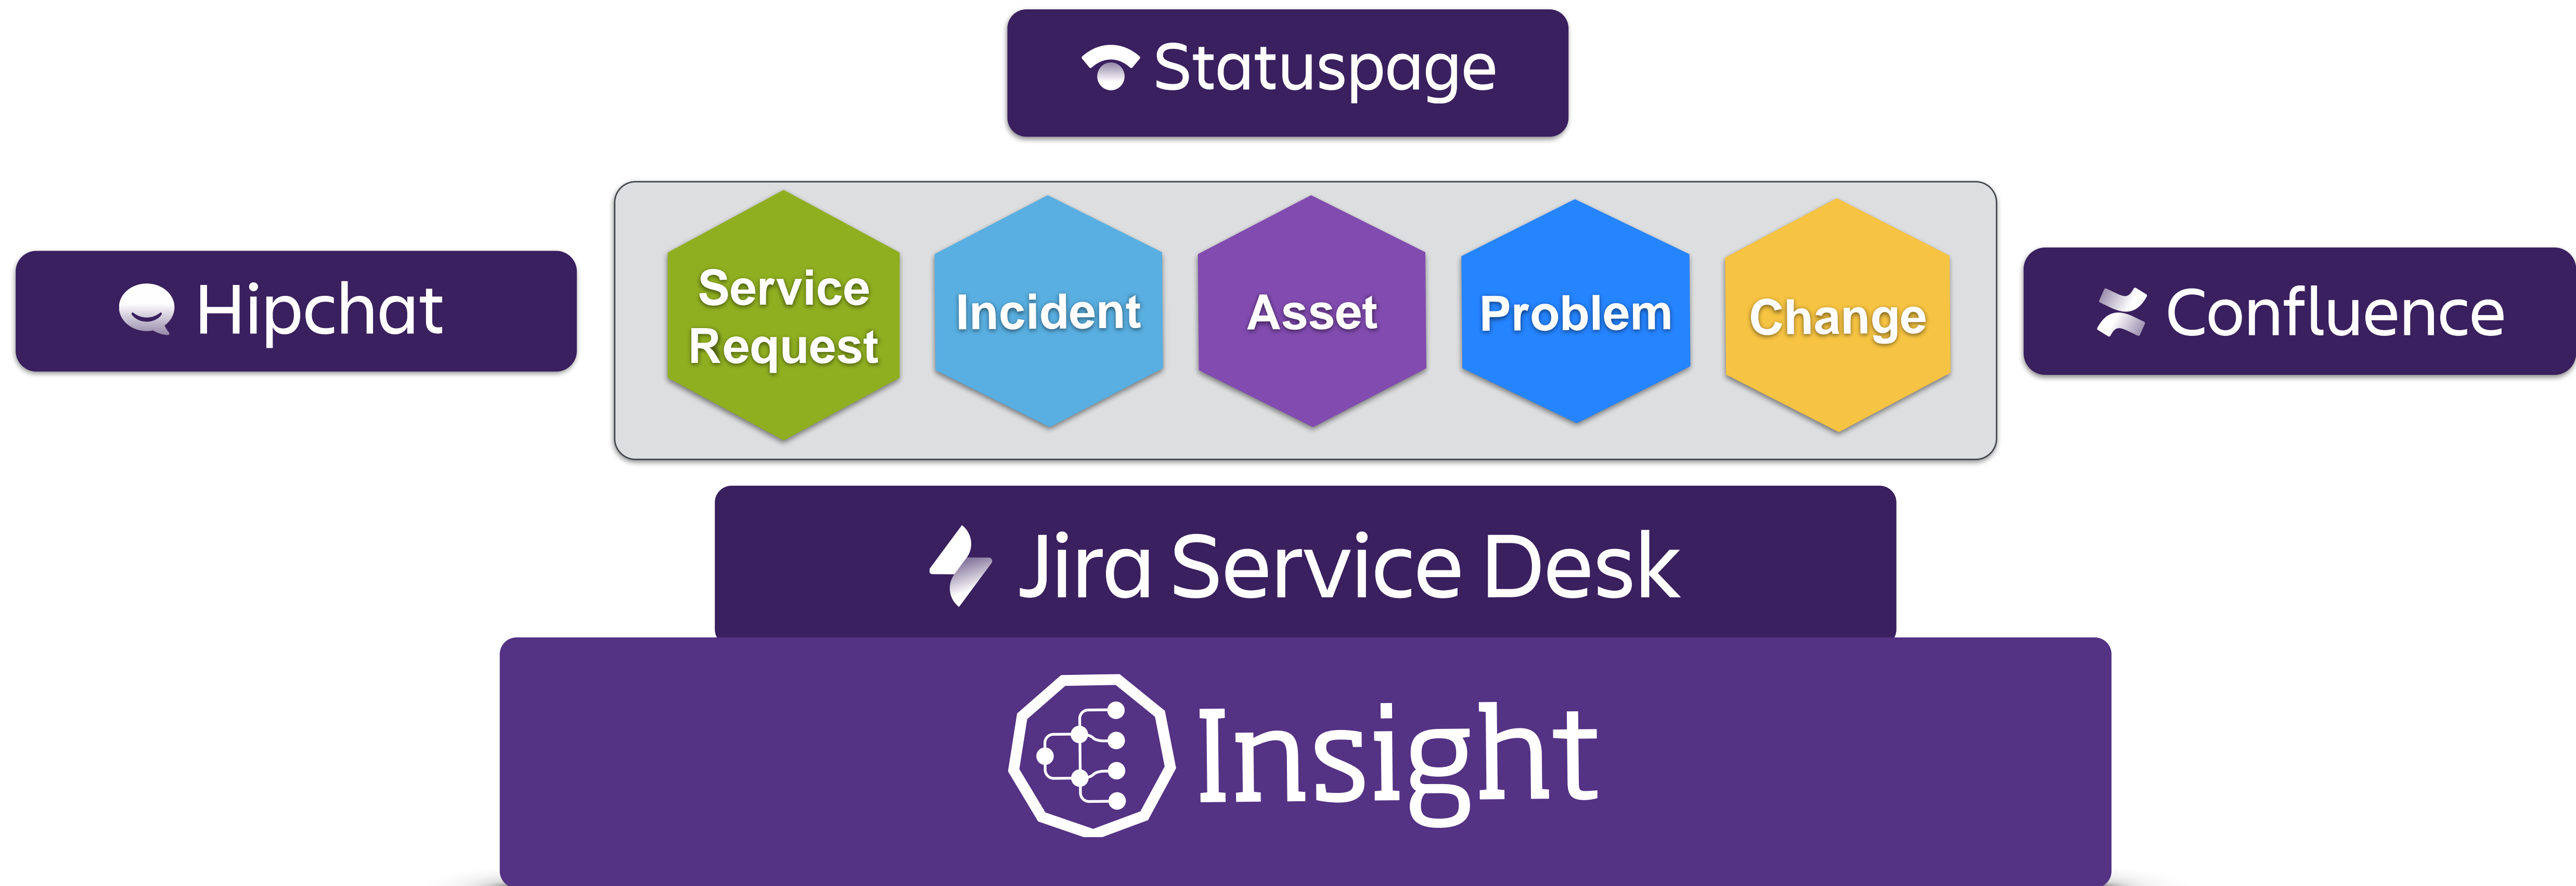 Statuspage
Hipchat
Service
Request
Incident
Asset
Problem
Change
Confluence
Jira Service Desk
Insight